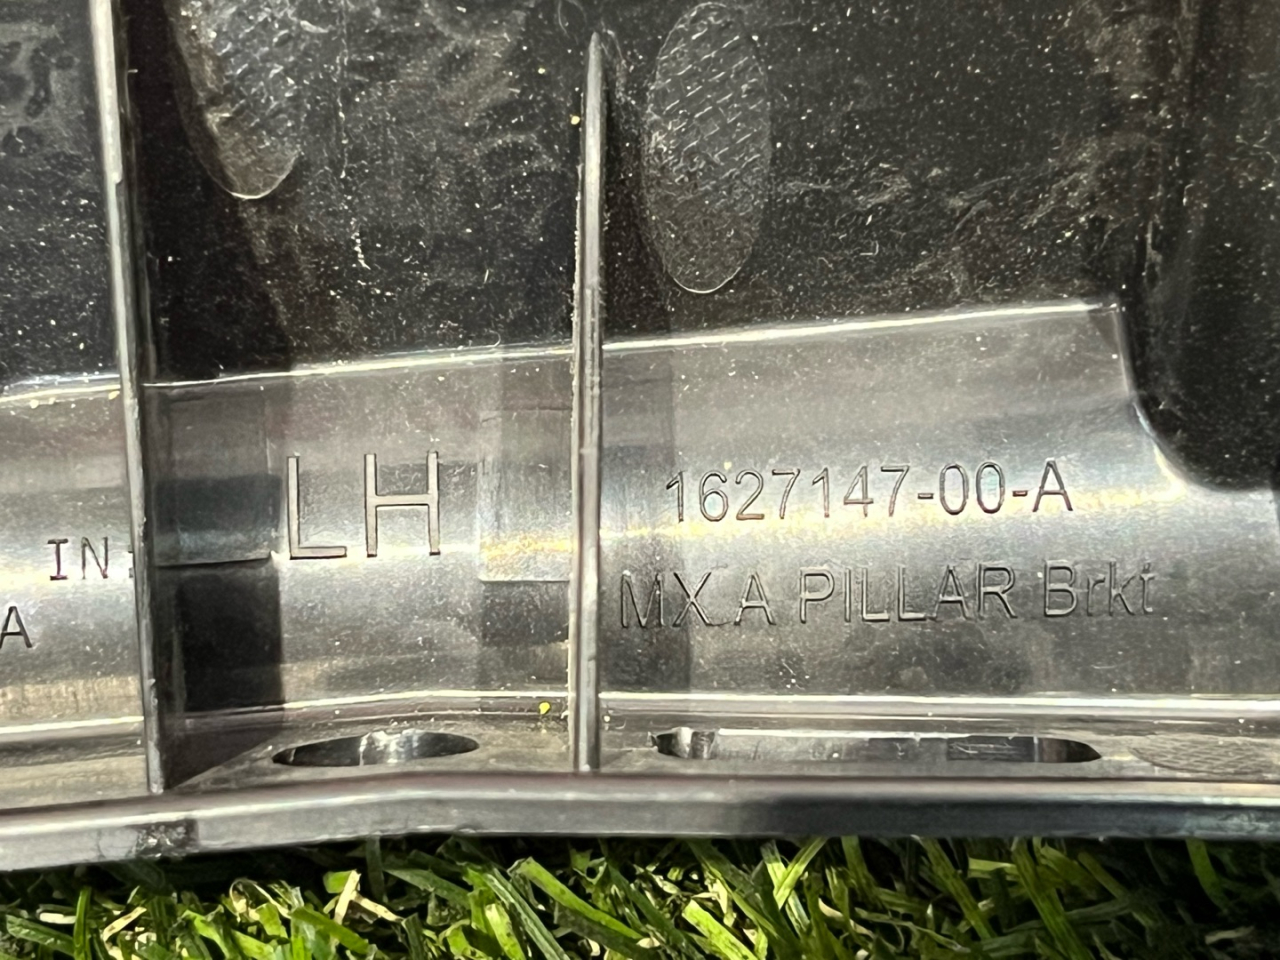 IN
A
LH
1627147-00-A
MX A PILLAR Brkt